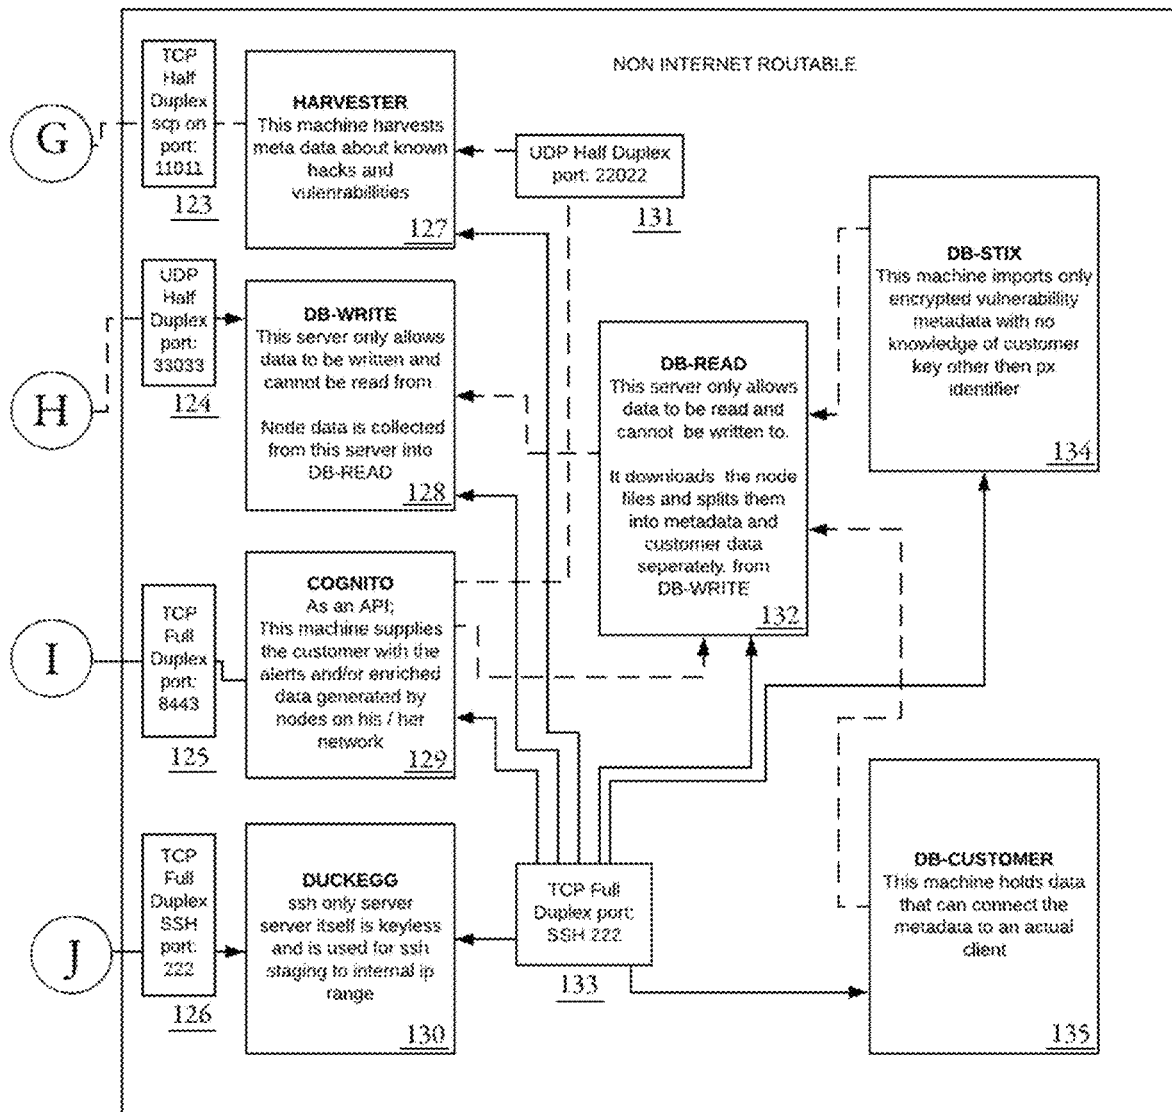 NON INTERNET ROUTABLE
G
TCP
Half
Duplex
scp on
port:
11011
123
HARVESTER
This machine harvests
meta data about known
hacks and
vulenrabillities
127
UDP Half Duplex
port: 22022
131
H
UDP
Half
Duplex
port:
33033
124
DB-WRITE
This server only allows
data to be written and
cannot be read from
Node data is collected
from this server into
DB-READ
128
DB-READ
This server only allows
data to be read and
cannot be written to.
It downloads the node
files and splits them
into metadata and
customer data
seperately. from
DB-WRITE
132
DB-STIX
This machine imports only
encrypted vulnerability
metadata with no
knowledge of customer
key other then px
identifier
134
I
TCP
Full
Duplex
port:
8443
125
COGNITO
As an API;
This machine supplies
the customer with the
alerts and/or enriched
data generated by
nodes on his / her
network
129
J
TCP
Full
Duplex
SSH
port:
222
126
DUCKEGG
ssh only server
server itself is keyless
and is used for ssh
staging to internal ip
range
130
TCP Full
Duplex port:
SSH 222
133
DB-CUSTOMER
This machine holds data
that can connect the
metadata to an actual
client
135